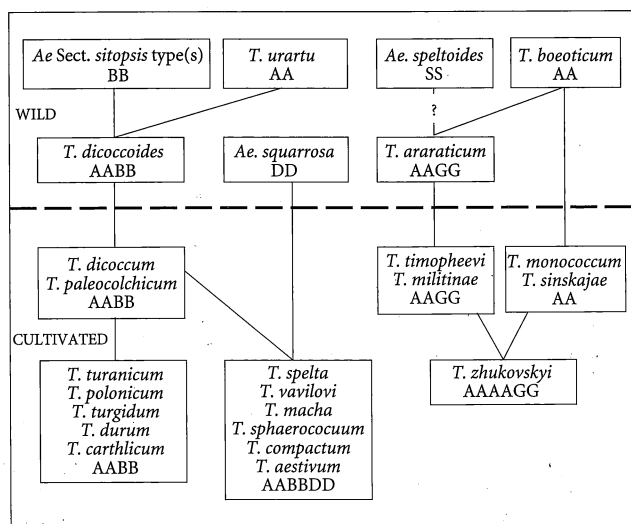 Ae Sect. sitopsis type(s)
BB
T. urartu
AA
Ae. speltoides
SS
T. boeoticum
AA
WILD
?
T. dicoccoides
AABB
Ae. squarrosa
DD
T. araraticum
AAGG
T. dicoccum
T. paleocolchicum
AABB
T. timopheevi
T. militinae
AAGG
T. monococcum
T. sinskajae
AA
CULTIVATED
T. turanicum
T. polonicum
T. turgidum
T. durum
T. carthlicum
AABB
T. spelta
T. vavilovi
T. macha
T. sphaerococuum
T. compactum
T. aestivum
AABBDD
T. zhukovskyi
AAAAGG